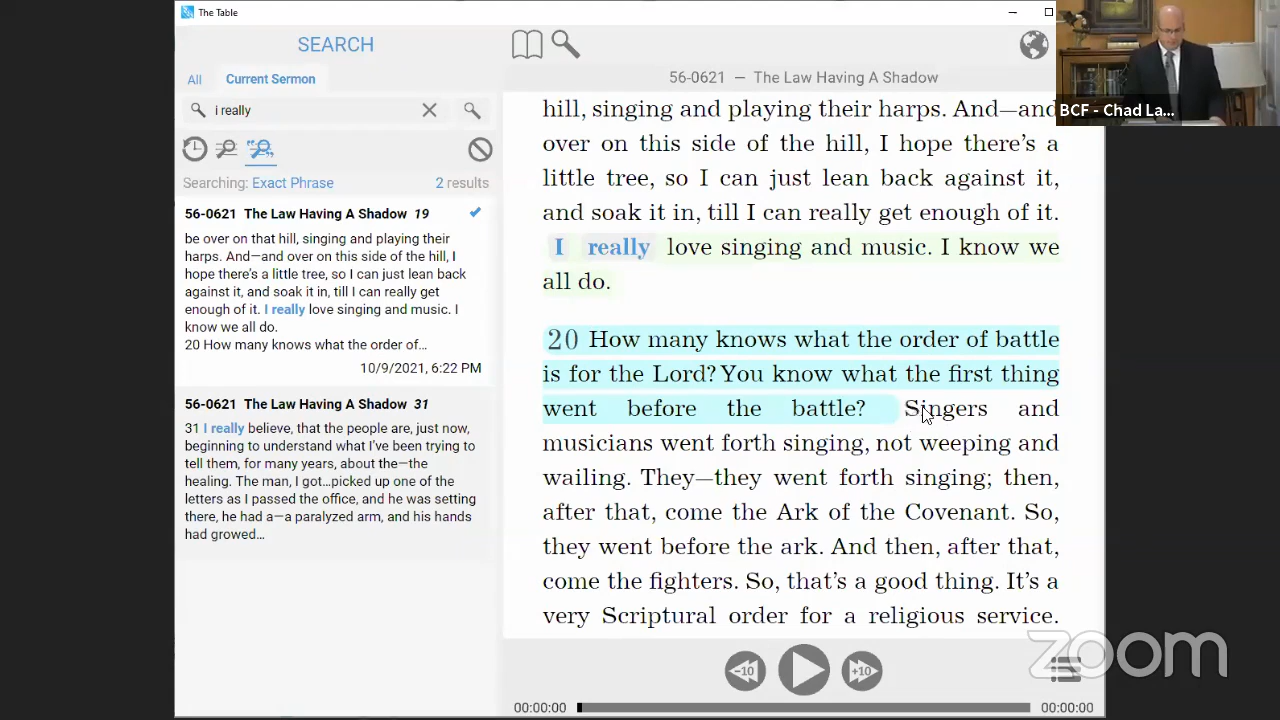 The Table
SEARCH
All
Current Sermon
i really
Searching: Exact Phrase
2 results
56-0621 The Law Having A Shadow 19
be over on that hill, singing and playing their
harps. And—and over on this side of the hill, I
hope there's a little tree, so I can just lean back
against it, and soak it in, till I can really get
enough of it. I really love singing and music. I
know we all do.
20 How many knows what the order of…
10/9/2021, 6:22 PM
56-0621 The Law Having A Shadow 31
31 I really believe, that the people are, just now,
beginning to understand what I've been trying to
tell them, for many years, about the—the
healing. The man, I got…picked up one of the
letters as I passed the office, and he was setting
there, he had a—a paralyzed arm, and his hands
had growed…
56-0621 — The Law Having A Shadow
hill, singing and playing their harps. And—and
over on this side of the hill, I hope there's a
little tree, so I can just lean back against it,
and soak it in, till I can really get enough of it.
I really love singing and music. I know we
all do.
20 How many knows what the order of battle
is for the Lord? You know what the first thing
went before the battle? Singers and
musicians went forth singing, not weeping and
wailing. They—they went forth singing; then,
after that, come the Ark of the Covenant. So,
they went before the ark. And then, after that,
come the fighters. So, that's a good thing. It's a
very Scriptural order for a religious service.
-10
+10
00:00:00
00:00:00
BCF - Chad La...
zoom